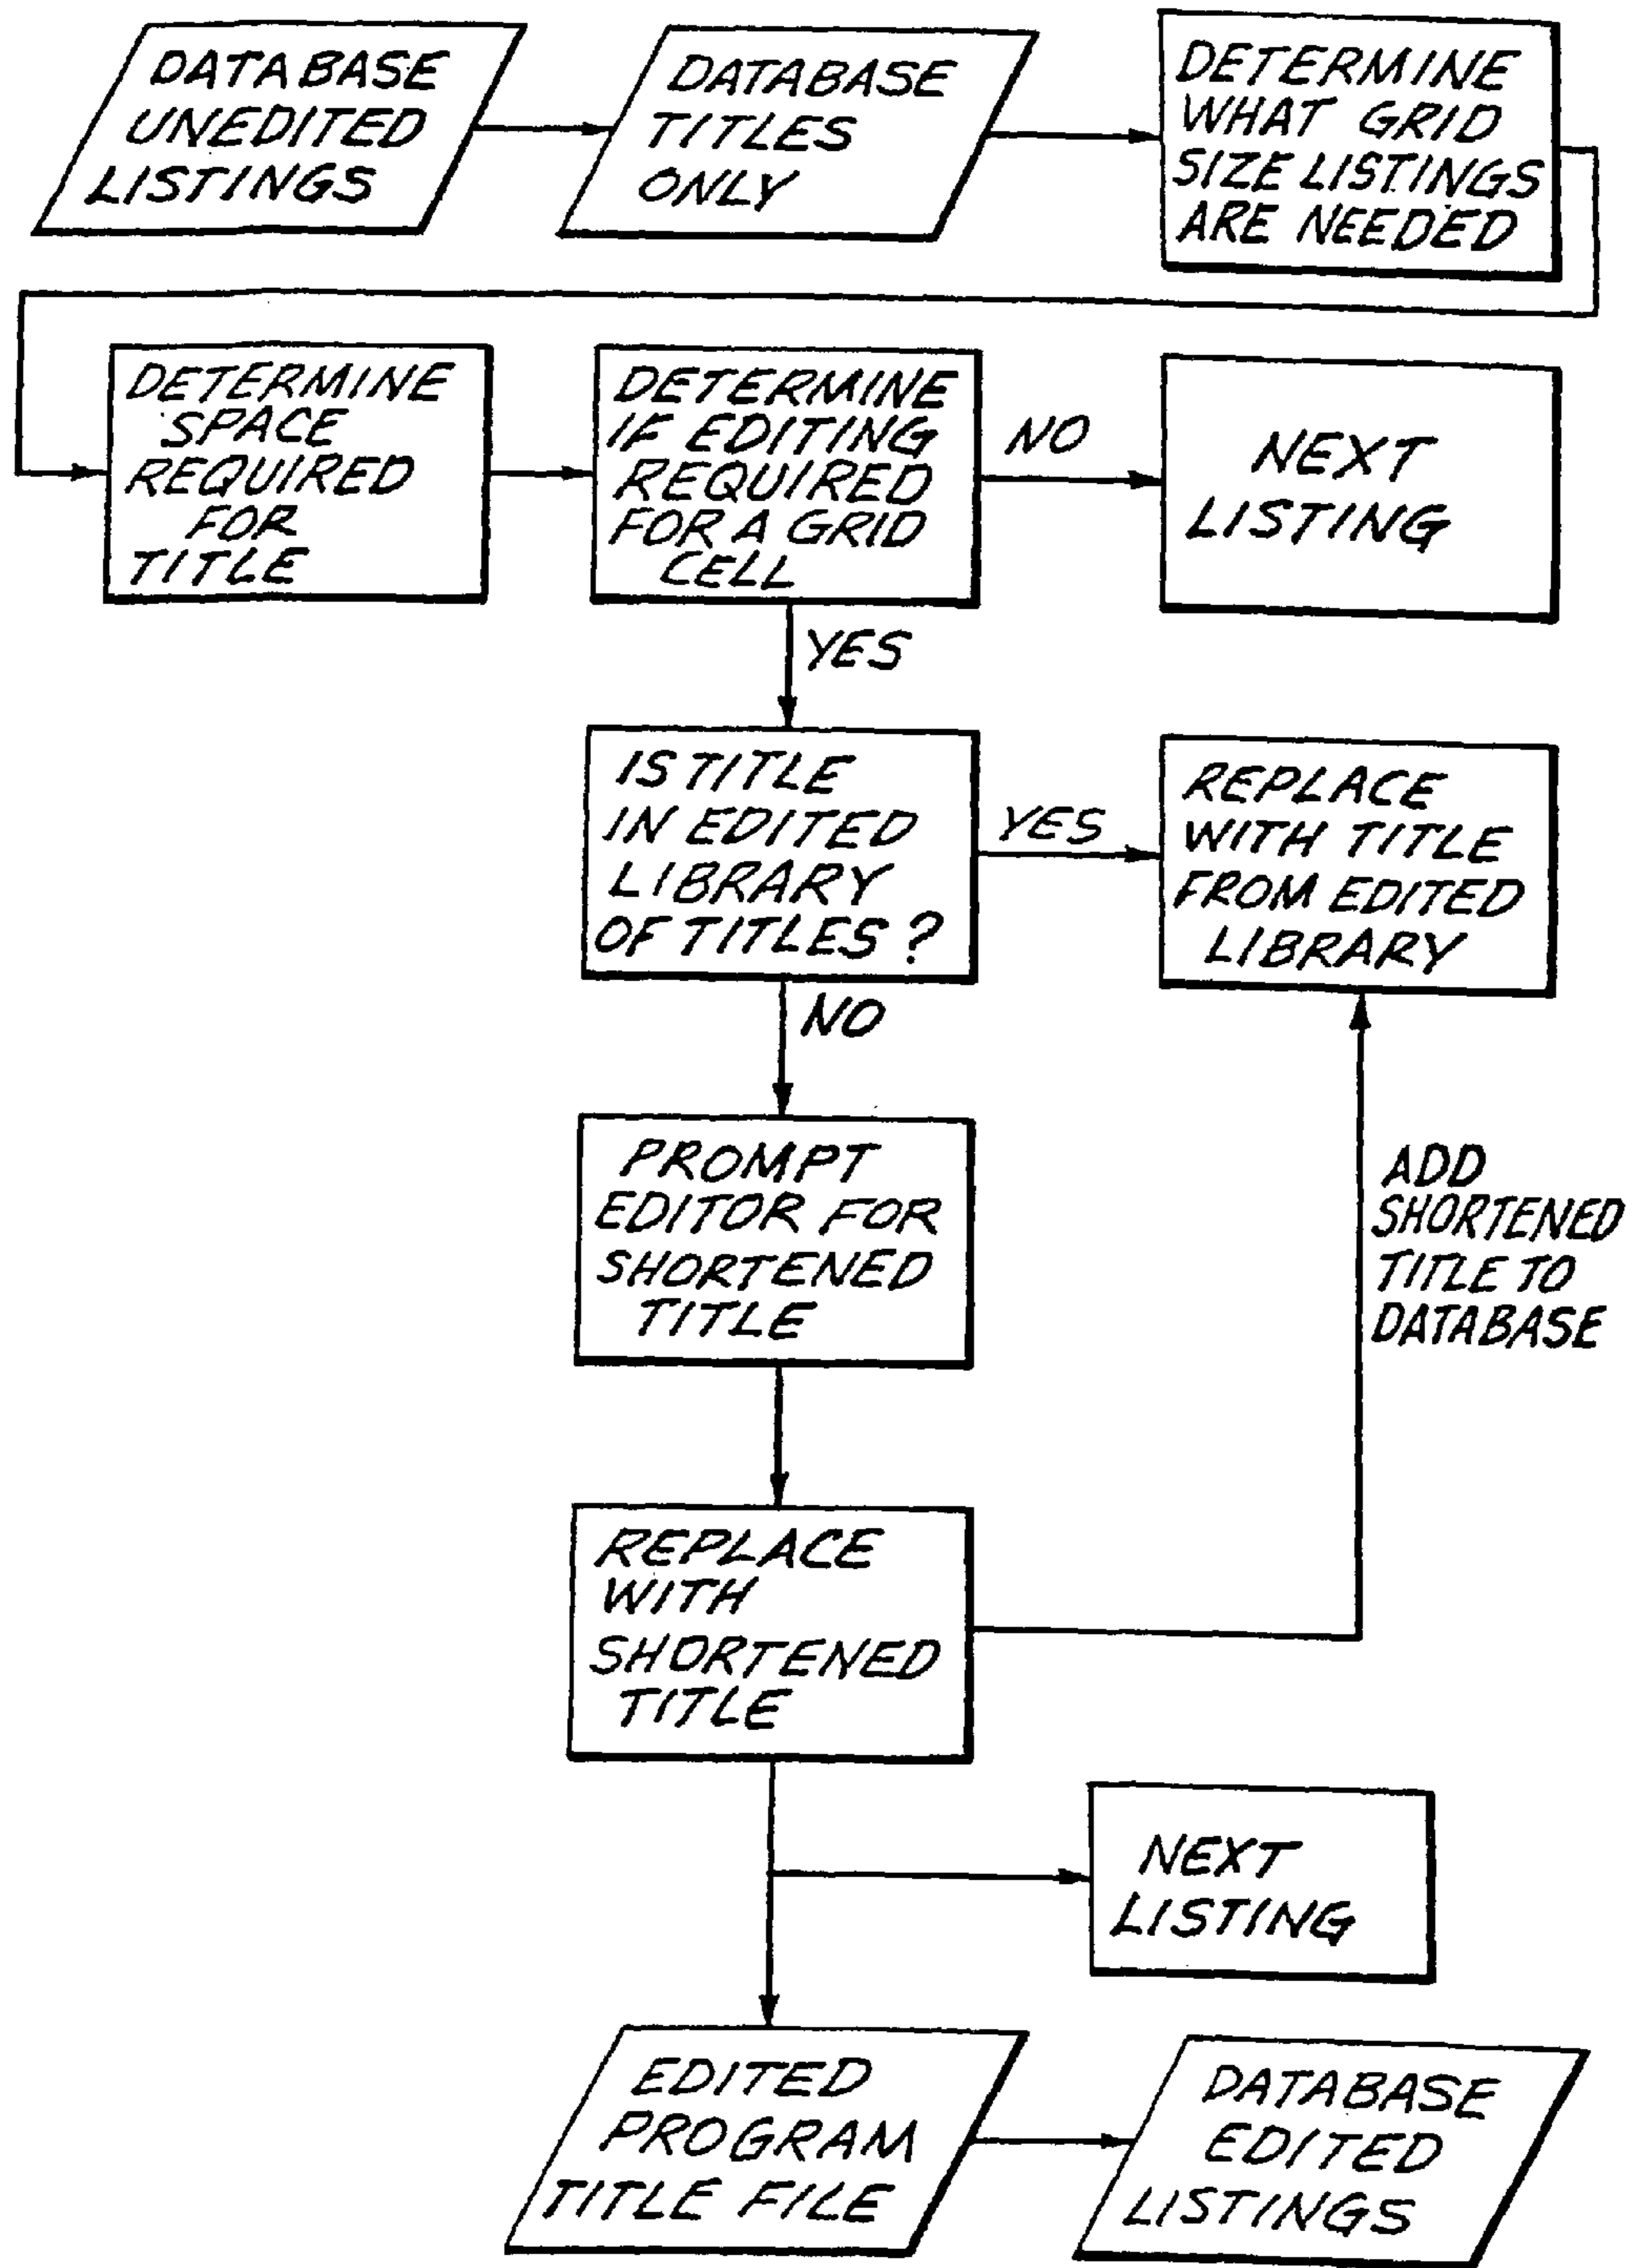 DATABASE
UNEDITED
LISTINGS
DATABASE
TITLES
ONLY
DETERMINE
WHAT GRID
SIZE LISTINGS
ARE NEEDED
DETERMINE
SPACE
REQUIRED
FOR
TITLE
DETERMINE
IF EDITING
REQUIRED
FOR A GRID
CELL
NO
NEXT
LISTING
YES
IS TITLE
IN EDITED
LIBRARY
OF TITLES?
YES
REPLACE
WITH TITLE
FROM EDITED
LIBRARY
NO
PROMPT
EDITOR FOR
SHORTENED
TITLE
ADD
SHORTENED
TITLE TO
DATABASE
REPLACE
WITH
SHORTENED
TITLE
NEXT
LISTING
EDITED
PROGRAM
TITLE FILE
DATABASE
EDITED
LISTINGS